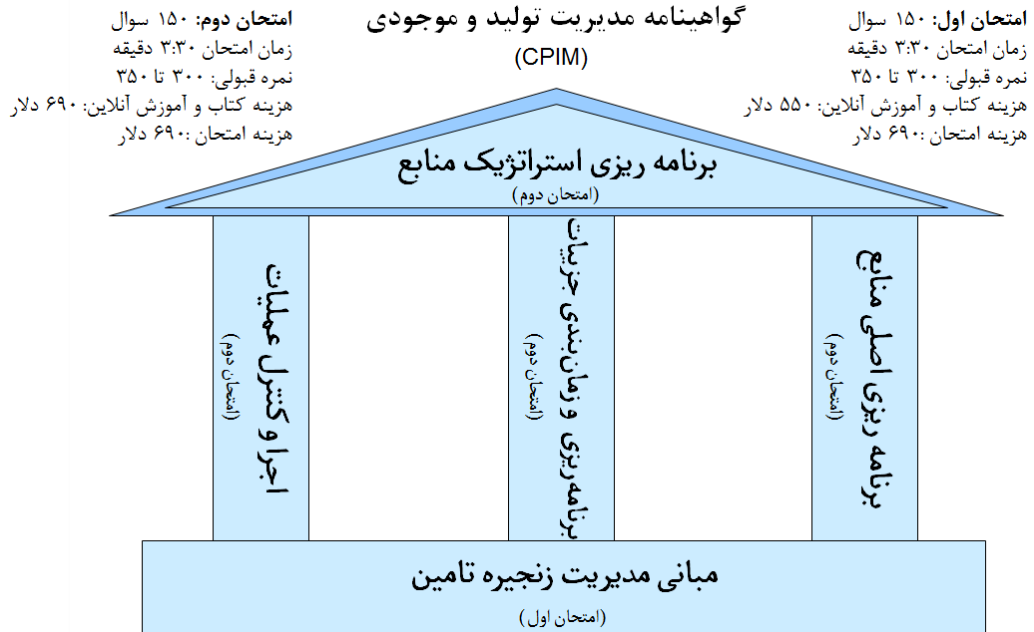 گواهینامه مدیریت تولید و موجودی
(CPIM)
امتحان اول: ۱۵۰ سوال
زمان امتحان ۳:۳۰ دقیقه
نمره قبولی: ۳۰۰ تا ۳۵۰
هزینه کتاب و آموزش آنلاین: ۵۵۰ دلار
هزینه امتحان :۶۹۰ دلار
امتحان دوم: ۱۵۰ سوال
زمان امتحان ۳:۳۰ دقیقه
نمره قبولی: ۳۰۰ تا ۳۵۰
هزینه کتاب و آموزش آنلاین: ۶۹۰ دلار
هزینه امتحان :۶۹۰ دلار
برنامه ریزی استراتژیک منابع
(امتحان دوم)
برنامه ریزی اصلی منابع
(امتحان دوم)
برنامه‌ریزی و زمان‌بندی جزییات
(امتحان دوم)
اجرا و کنترل عملیات
(امتحان دوم)
مبانی مدیریت زنجیره تامین
(امتحان اول)